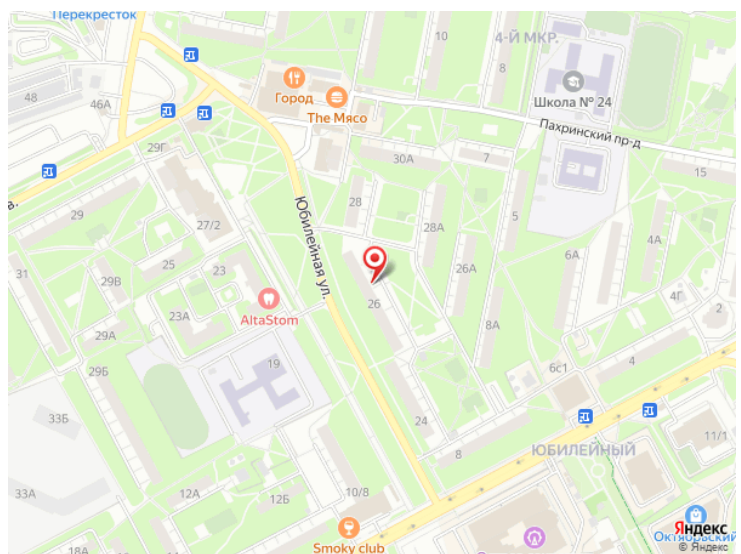 Перекресток
10
4-Й МКР.
8
48
46А
Город
The Мясо
Школа № 24
Пахринский пр-д
29Г
30А
7
15
29
27/2
Юбилейная ул.
28
28А
5
4А
6А
а.
31
25
23
29В
26А
4Г
23А
AltaStom
26
2
8А
29А
29Б
19
6с1
4
33Б
24
ЮБИЛЕЙНЫЙ
11/1
8
33А
12А
12Б
10/8
Smoky club
Яндекс
Октябрьский
© Яндекс